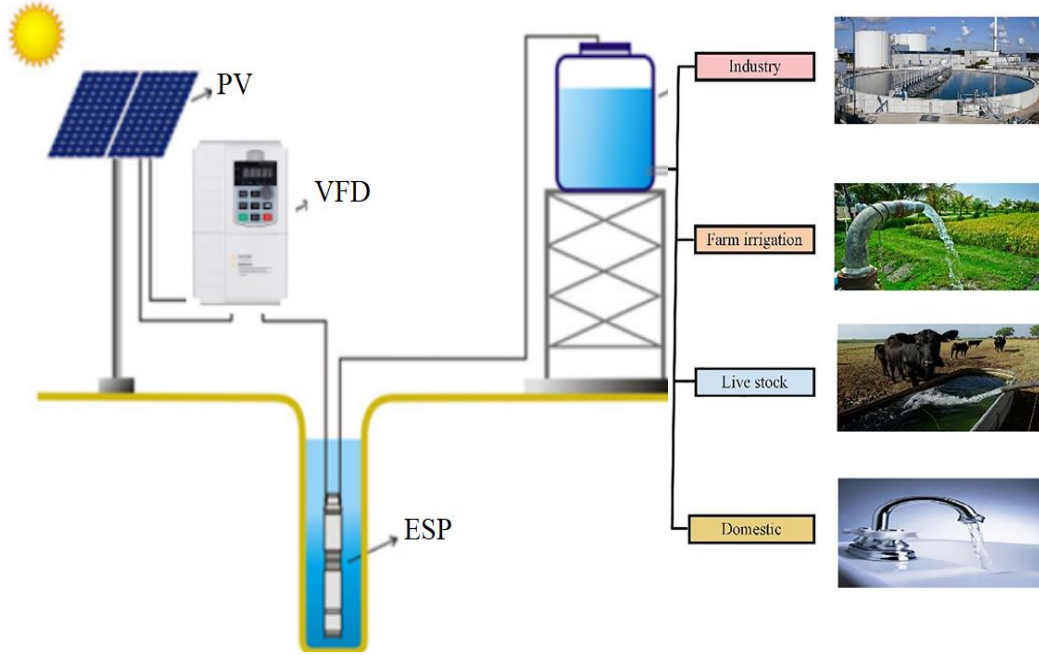 PV
VFD
ESP
Industry
Farm irrigation
Live stock
Domestic